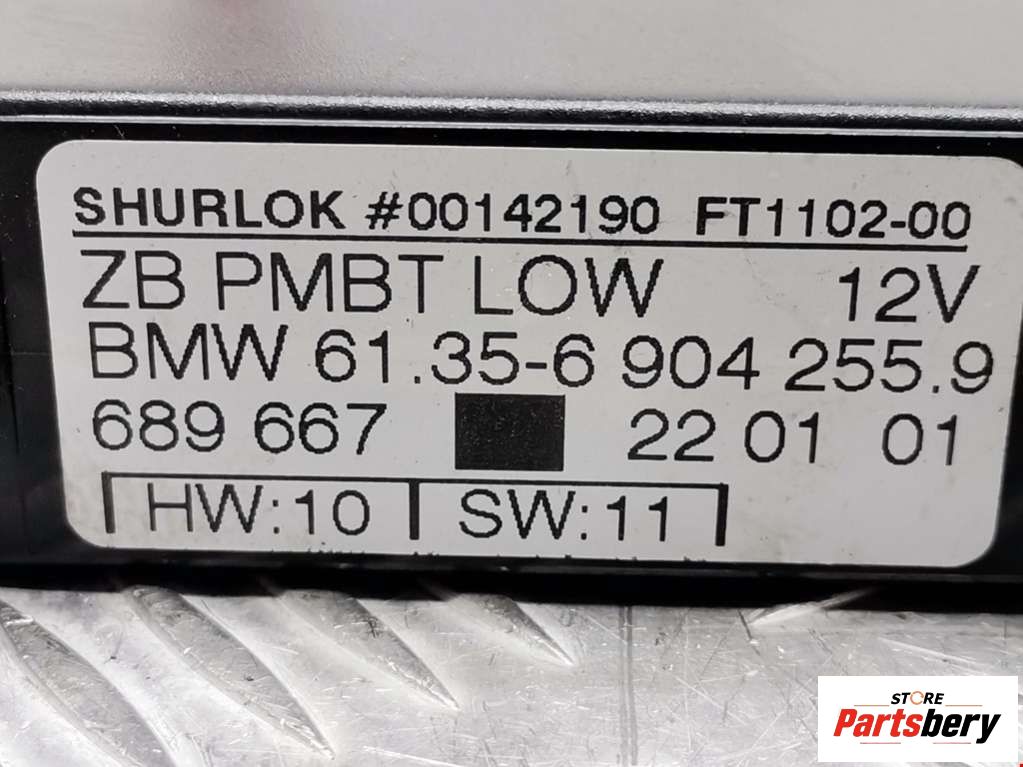 SHURLOK #00142190 FT1102-00
ZB PMBT LOW 12V
BMW 61.35-6 904 255.9
689 667 22 01 01
HW:10 SW:11
STORE
Partsbery